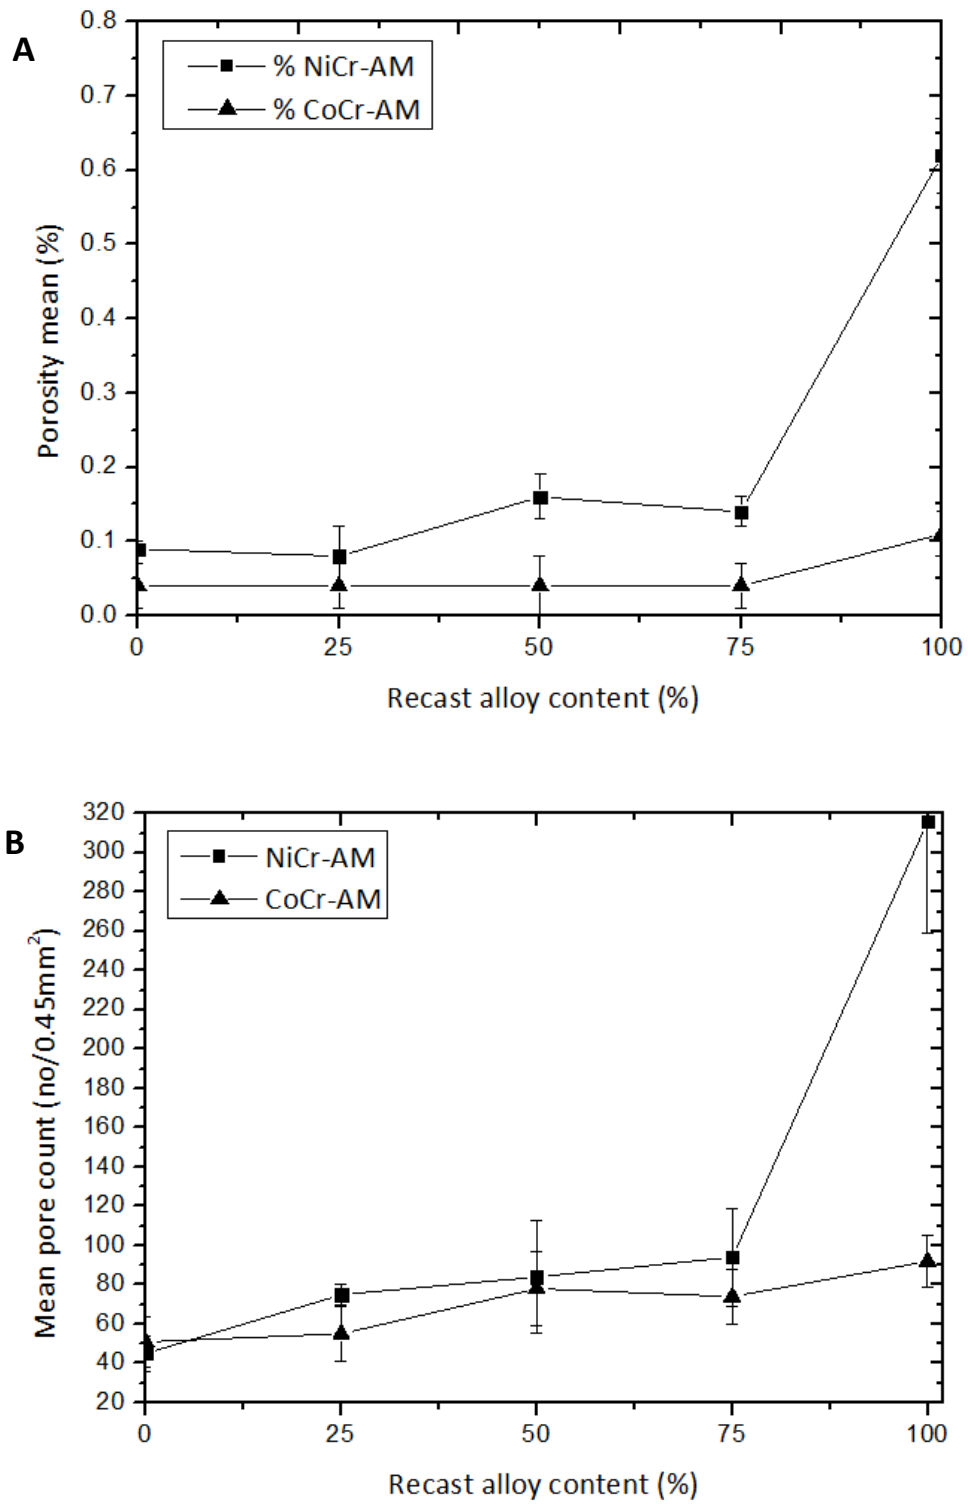 A
% NiCr-AM
% CoCr-AM
0.8
0.7
0.6
0.5
0.4
0.3
0.2
0.1
0.0
Porosity mean (%)
0 25 50 75 100
Recast alloy content (%)
B
NiCr-AM
CoCr-AM
320
300
280
260
240
220
200
180
160
140
120
100
80
60
40
20
Mean pore count (no/0.45mm²)
0 25 50 75 100
Recast alloy content (%)